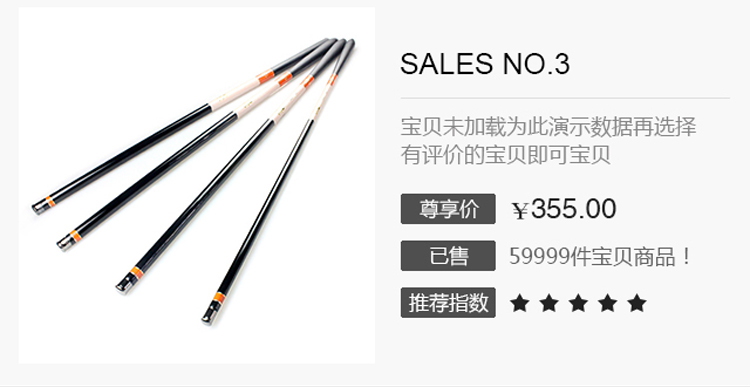 SALES NO.3
宝贝未加载为此演示数据再选择
有评价的宝贝即可宝贝
尊享价 ￥355.00
已售 59999件宝贝商品！
推荐指数 ★★★★★